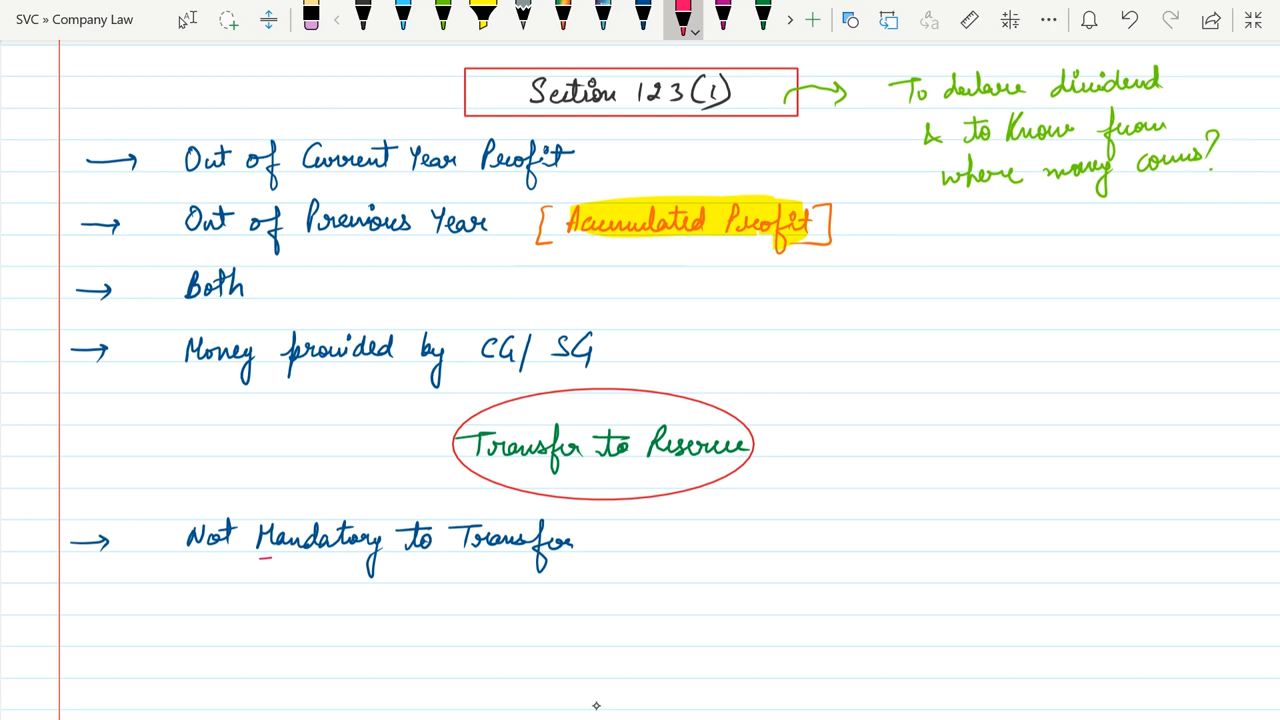 SVC » Company Law
Section 123(1)
To declare dividend
& to know from
where money comes?
Out of Current Year Profit
Out of Previous Year [Acumulated Profit]
Both
Money provided by CG/ SG
Transfer to Reserve
Not Mandatory to Transfer